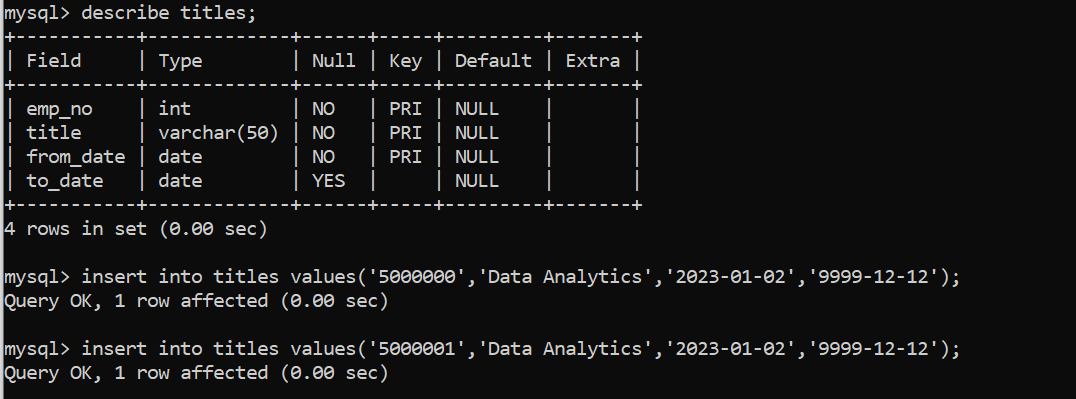 mysql> describe titles;
+-----------+-------------+------+-----+---------+-------+
| Field     | Type        | Null | Key | Default | Extra |
+-----------+-------------+------+-----+---------+-------+
| emp_no    | int         | NO   | PRI | NULL    |       |
| title     | varchar(50) | NO   | PRI | NULL    |       |
| from_date | date        | NO   | PRI | NULL    |       |
| to_date   | date        | YES  |     | NULL    |       |
+-----------+-------------+------+-----+---------+-------+
4 rows in set (0.00 sec)
mysql> insert into titles values('5000000','Data Analytics','2023-01-02','9999-12-12');
Query OK, 1 row affected (0.00 sec)
mysql> insert into titles values('5000001','Data Analytics','2023-01-02','9999-12-12');
Query OK, 1 row affected (0.00 sec)